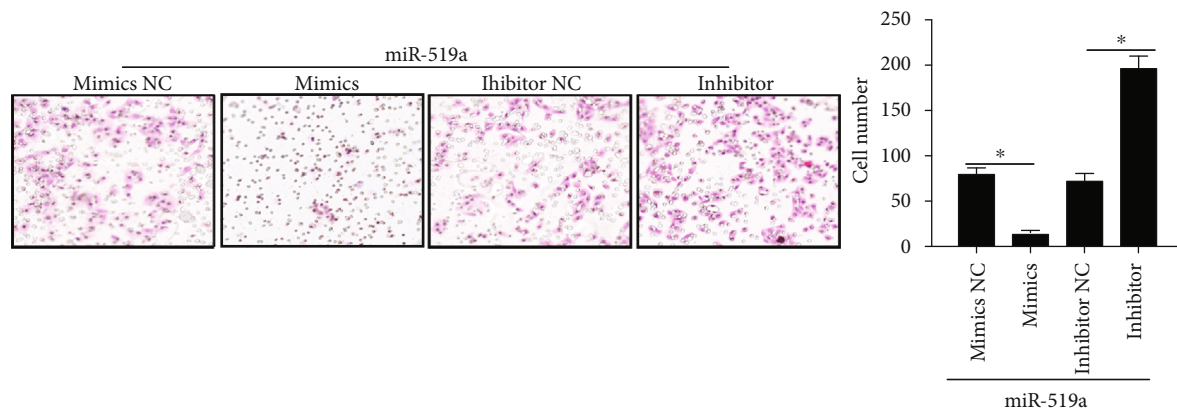 miR-519a
Mimics NC
Mimics
Ihibitor NC
Inhibitor
Cell number
250
200
150
100
50
0
*
*
Mimics NC
Mimics
Inhibitor NC
Inhibitor
miR-519a